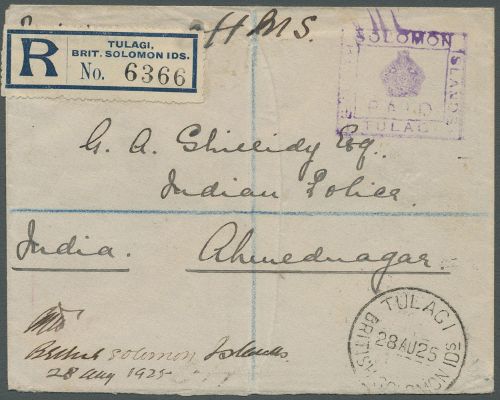 H M S.
R
TULAGI,
BRIT. SOLOMON IDS.
No. 6366
SOLOMON
ISLANDS
PAID
TULAGI
G. A. Shillidy Esq.
Indian Police
India. Ahmednagar.
British Solomon Islands.
28 Aug 1925
TULAGI
28 AU 25
BRITISH SOLOMON IDS